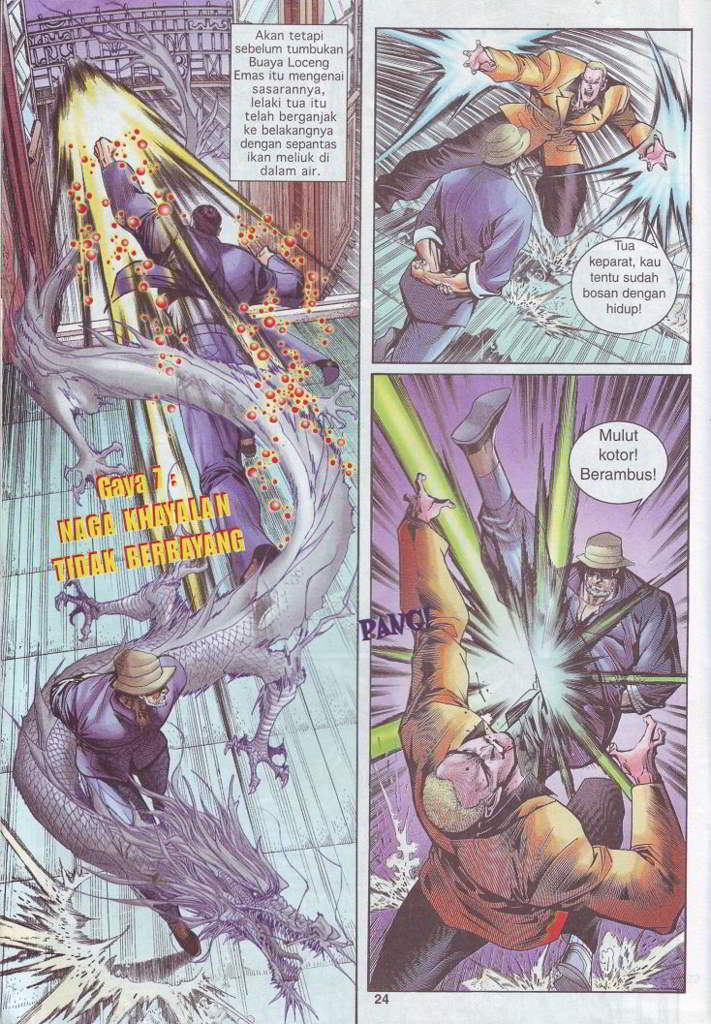 Akan tetapi
sebelum tumbukan
Buaya Loceng
Emas itu mengenai
sasarannya,
lelaki tua itu
telah berganjak
ke belakangnya
dengan sepantas
ikan meliuk di
dalam air.
Gaya 7 :
NAGA KHAYALAN
TIDAK BERBAYANG
Tua
keparat, kau
tentu sudah
bosan dengan
hidup!
Mulut
kotor!
Berambus!
PANG!
24